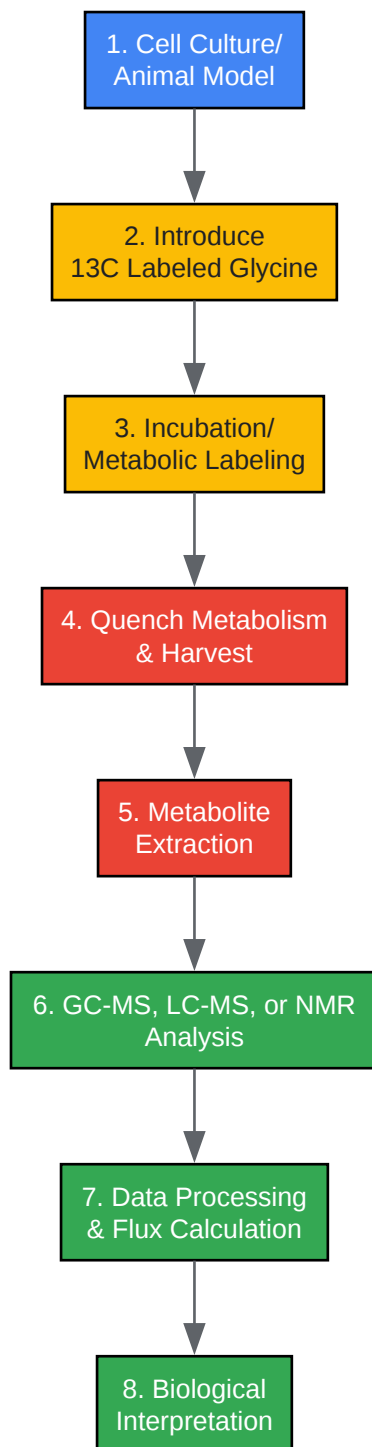 1. Cell Culture/
Animal Model
2. Introduce
13C Labeled Glycine
3. Incubation/
Metabolic Labeling
4. Quench Metabolism
& Harvest
5. Metabolite
Extraction
6. GC-MS, LC-MS, or NMR
Analysis
7. Data Processing
& Flux Calculation
8. Biological
Interpretation